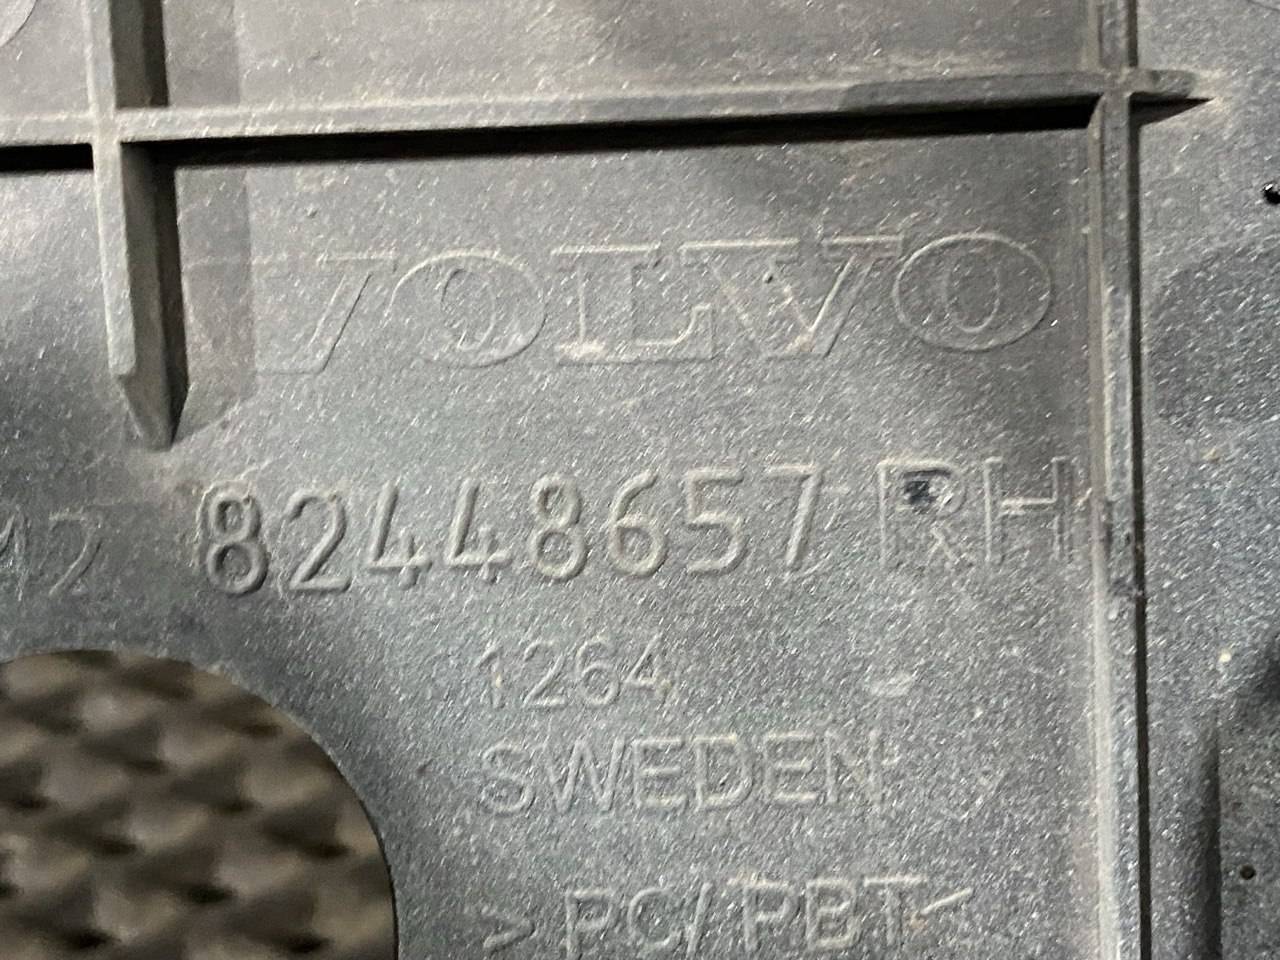 VOLVO
82448657 RH
1264
SWEDEN
>PC/PBT<